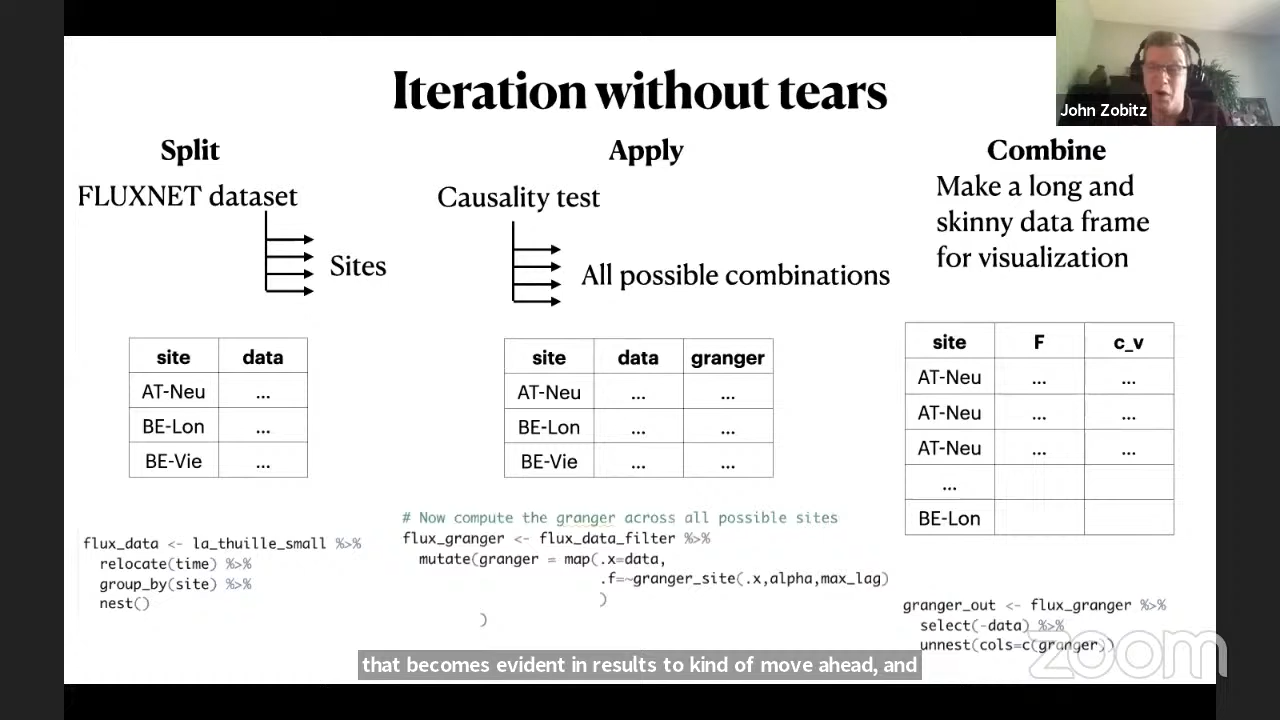 Iteration without tears
John Zobitz
Split
FLUXNET dataset
Sites
site data
AT-Neu ...
BE-Lon ...
BE-Vie ...
flux_data <- la_thuille_small %>%
relocate(time) %>%
group_by(site) %>%
nest()
Apply
Causality test
All possible combinations
site data granger
AT-Neu ... ...
BE-Lon ... ...
BE-Vie ... ...
# Now compute the granger across all possible sites
flux_granger <- flux_data_filter %>%
mutate(granger = map(.x=data,
.f=~granger_site(.x,alpha,max_lag)
)
)
Combine
Make a long and
skinny data frame
for visualization
site F c_v
AT-Neu ... ...
AT-Neu ... ...
AT-Neu ... ...
...
BE-Lon
granger_out <- flux_granger %>%
select(-data) %>%
unnest(cols=c(granger))
zoom
that becomes evident in results to kind of move ahead, and